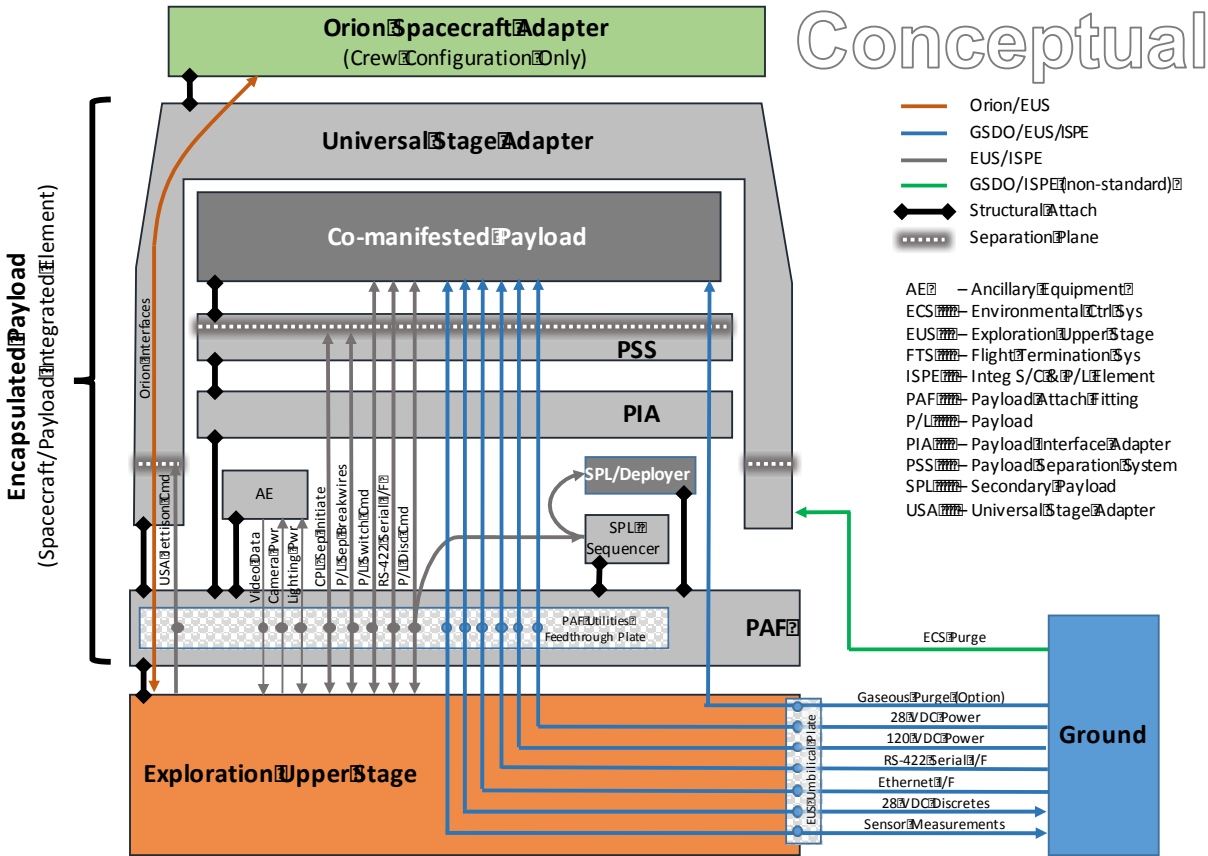 Orion Spacecraft Adapter
(Crew Configuration Only)
Conceptual
Orion/EUS
GSDO/EUS/ISPE
EUS/ISPE
GSDO/ISPE (non-standard)
Structural Attach
Separation Plane
AE – Ancillary Equipment
ECS – Environmental Ctrl Sys
EUS – Exploration Upper Stage
FTS – Flight Termination Sys
ISPE – Integ S/C & P/L Element
PAF – Payload Attach Fitting
P/L – Payload
PIA – Payload Interface Adapter
PSS – Payload Separation System
SPL – Secondary Payload
USA – Universal Stage Adapter
Encapsulated Payload
(Spacecraft/Payload Integrated Element)
Universal Stage Adapter
Co-manifested Payload
Orion Interfaces
PSS
PIA
USA Jettison Cmd
AE
SPL/Deployer
SPL
Sequencer
Video Data
Camera Pwr
Lighting Pwr
CPL Sep Initiate
P/L Sep Breakwires
P/L Switch Cmd
RS-422 Serial I/F
P/L Disc Cmd
PAF Utilities
Feedthrough Plate
PAF
ECS Purge
Exploration Upper Stage
EUS Umbilical Plate
Gaseous Purge (Option)
28 VDC Power
120 VDC Power
RS-422 Serial I/F
Ethernet I/F
28 VDC Discretes
Sensor Measurements
Ground